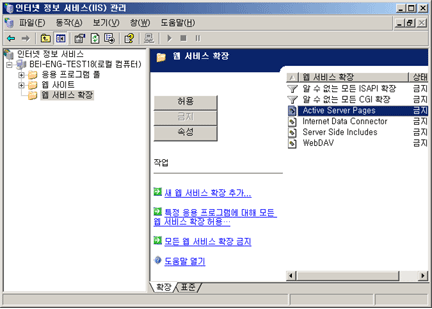 인터넷 정보 서비스(IIS) 관리
파일(F) 동작(A) 보기(V) 창(W) 도움말(H)
인터넷 정보 서비스
BEI-ENG-TEST18(로컬 컴퓨터)
응용 프로그램 풀
웹 사이트
웹 서비스 확장
웹 서비스 확장
허용
금지
속성
작업
새 웹 서비스 확장 추가...
특정 응용 프로그램에 대해 모든
웹 서비스 확장 허용...
모든 웹 서비스 확장 금지
도움말 열기
웹 서비스 확장 상태
알 수 없는 모든 ISAPI 확장 금지
알 수 없는 모든 CGI 확장 금지
Active Server Pages 금지
Internet Data Connector 금지
Server Side Includes 금지
WebDAV 금지
확장 표준